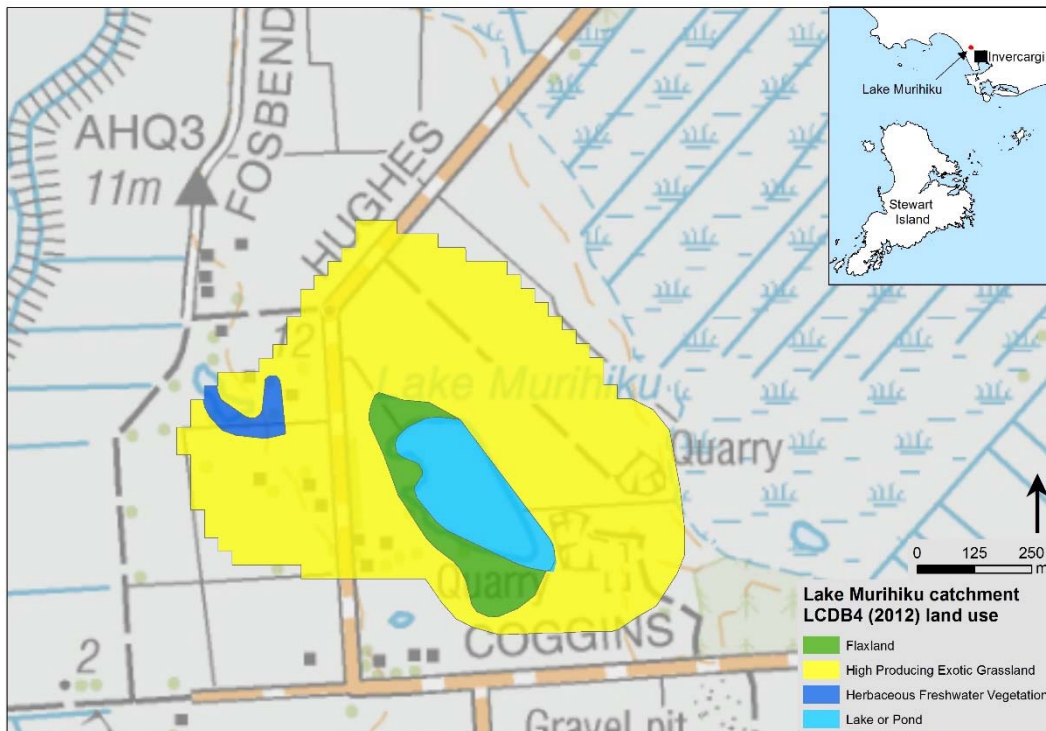 AHQ3
11m
FOSBEND
HUGHES
12
Lake Murihiku
Quarry
Quarry
COGGINS
2
Gravel pit
Invercargi
Lake Murihiku
Stewart
Island
0 125 250
m
Lake Murihiku catchment
LCDB4 (2012) land use
Flaxland
High Producing Exotic Grassland
Herbaceous Freshwater Vegetation
Lake or Pond